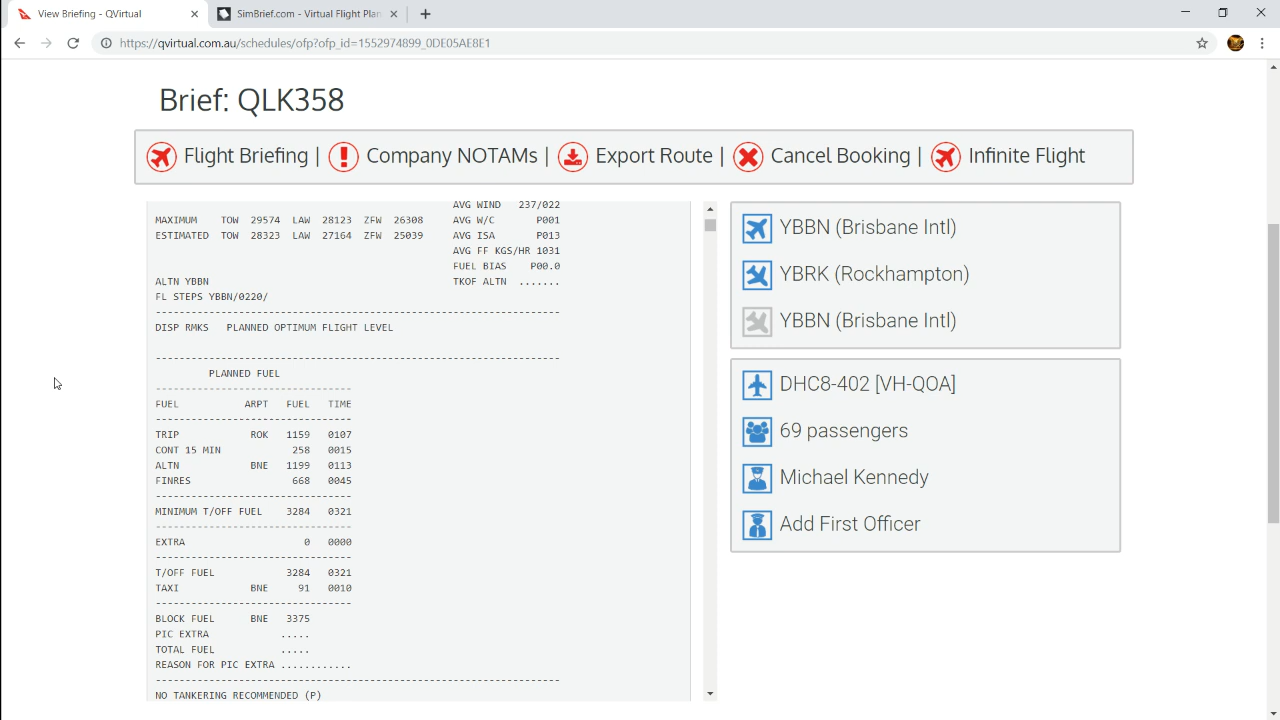 View Briefing - QVirtual
SimBrief.com - Virtual Flight Plan
https://qvirtual.com.au/schedules/ofp?ofp_id=1552974899_0DE05AE8E1
Brief: QLK358
Flight Briefing | Company NOTAMs | Export Route | Cancel Booking | Infinite Flight
AVG WIND 237/022
MAXIMUM TOW 29574 LAW 28123 ZFW 26308 AVG W/C P001
ESTIMATED TOW 28323 LAW 27164 ZFW 25039 AVG ISA P013
AVG FF KGS/HR 1031
FUEL BIAS P00.0
ALTN YBBN TKOF ALTN .......
FL STEPS YBBN/0220/
--------------------------------------------------------------------
DISP RMKS PLANNED OPTIMUM FLIGHT LEVEL
--------------------------------------------------------------------
PLANNED FUEL
---------------------------------
FUEL ARPT FUEL TIME
---------------------------------
TRIP ROK 1159 0107
CONT 15 MIN 258 0015
ALTN BNE 1199 0113
FINRES 668 0045
---------------------------------
MINIMUM T/OFF FUEL 3284 0321
---------------------------------
EXTRA 0 0000
---------------------------------
T/OFF FUEL 3284 0321
TAXI BNE 91 0010
---------------------------------
BLOCK FUEL BNE 3375
PIC EXTRA .....
TOTAL FUEL .....
REASON FOR PIC EXTRA ............
--------------------------------------------------------------------
NO TANKERING RECOMMENDED (P)
YBBN (Brisbane Intl)
YBRK (Rockhampton)
YBBN (Brisbane Intl)
DHC8-402 [VH-QOA]
69 passengers
Michael Kennedy
Add First Officer